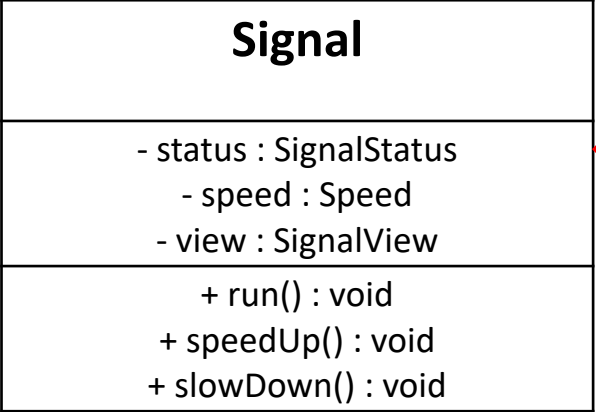 Signal
- status : SignalStatus
- speed : Speed
- view : SignalView
+ run() : void
+ speedUp() : void
+ slowDown() : void